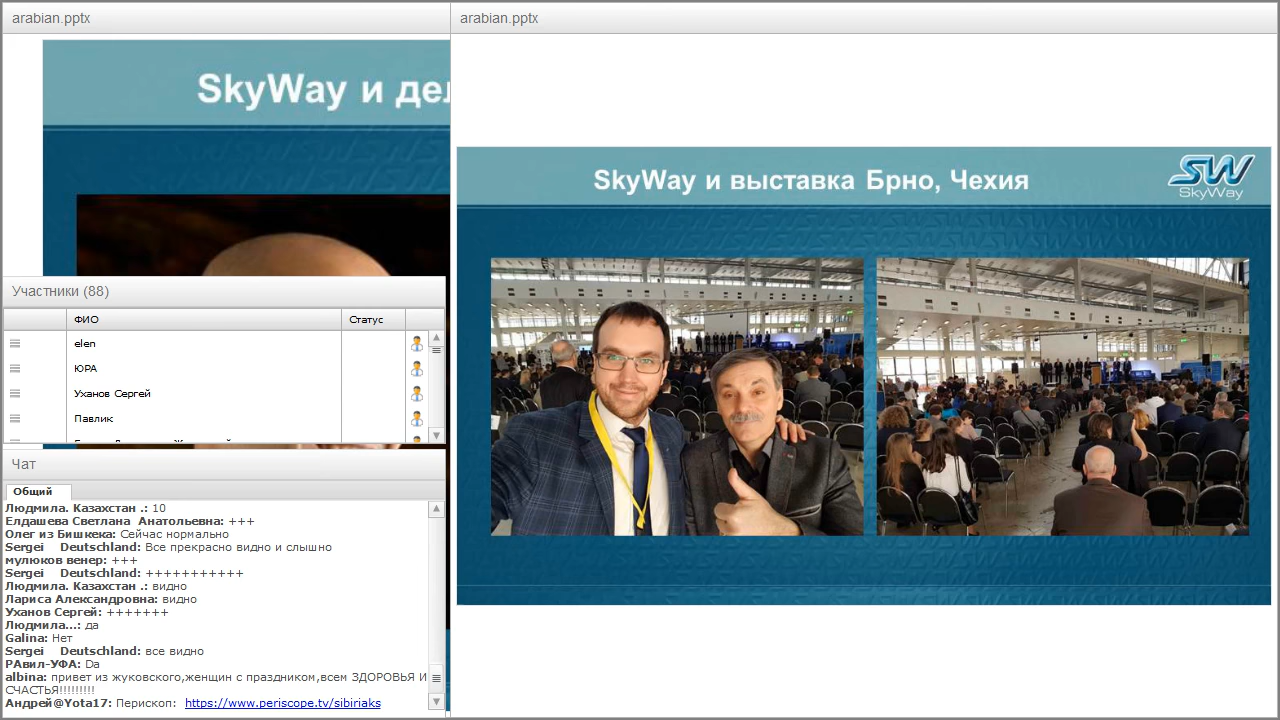 arabian.pptx
SkyWay и
Участники (88)
ФИО Статус
elen
ЮРА
Уханов Сергей
Павлик
Чат
Общий
Людмила. Казахстан .: 10
Елдашева Светлана Анатольевна: +++
Олег из Бишкека: Сейчас нормально
Sergei Deutschland: Все прекрасно видно и слышно
мулюков венер: +++
Sergei Deutschland: +++++++++++
Людмила. Казахстан .: видно
Лариса Александровна: видно
Уханов Сергей: +++++++
Людмила...: да
Galina: Нет
Sergei Deutschland: все видно
РАвил-УФА: Da
albina: привет из жуковского,женщин с праздником,всем ЗДОРОВЬЯ И
СЧАСТЬЯ!!!!!!!!!
Андрей@Yota17: Перископ: https://www.periscope.tv/sibiriaks
arabian.pptx
SkyWay и выставка Брно, Чехия
SW
SkyWay